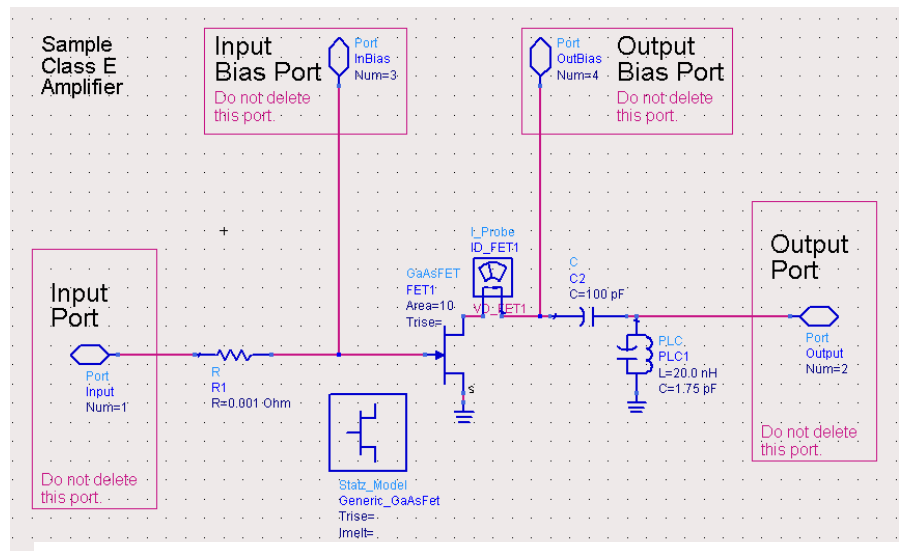 Sample
Class E
Amplifier
Input
Bias Port
Do not delete
this port.
Port
InBias
Num=3
Port
OutBias
Num=4
Output
Bias Port
Do not delete
this port.
Input
Port
Port
Input
Num=1
Do not delete
this port.
R
R1
R=0.001 Ohm
GaAsFET
FET1
Area=10
Trise=
I_Probe
ID_FET1
VD_FET1
S
C
C2
C=100 pF
PLC
PLC1
L=20.0 nH
C=1.75 pF
Statz_Model
Generic_GaAsFet
Trise=
Imelt=
Output
Port
Port
Output
Num=2
Do not delete
this port.